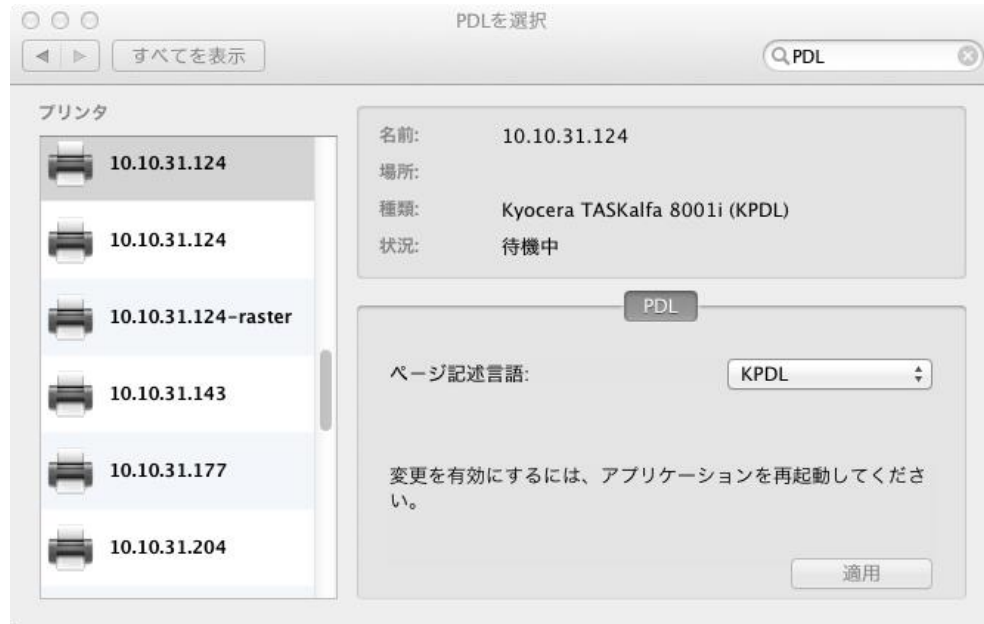 PDLを選択
すべてを表示
PDL
プリンタ
10.10.31.124
10.10.31.124
10.10.31.124-raster
10.10.31.143
10.10.31.177
10.10.31.204
名前: 10.10.31.124
場所:
種類: Kyocera TASKalfa 8001i (KPDL)
状況: 待機中
PDL
ページ記述言語: KPDL
変更を有効にするには、アプリケーションを再起動してくださ
い。
適用